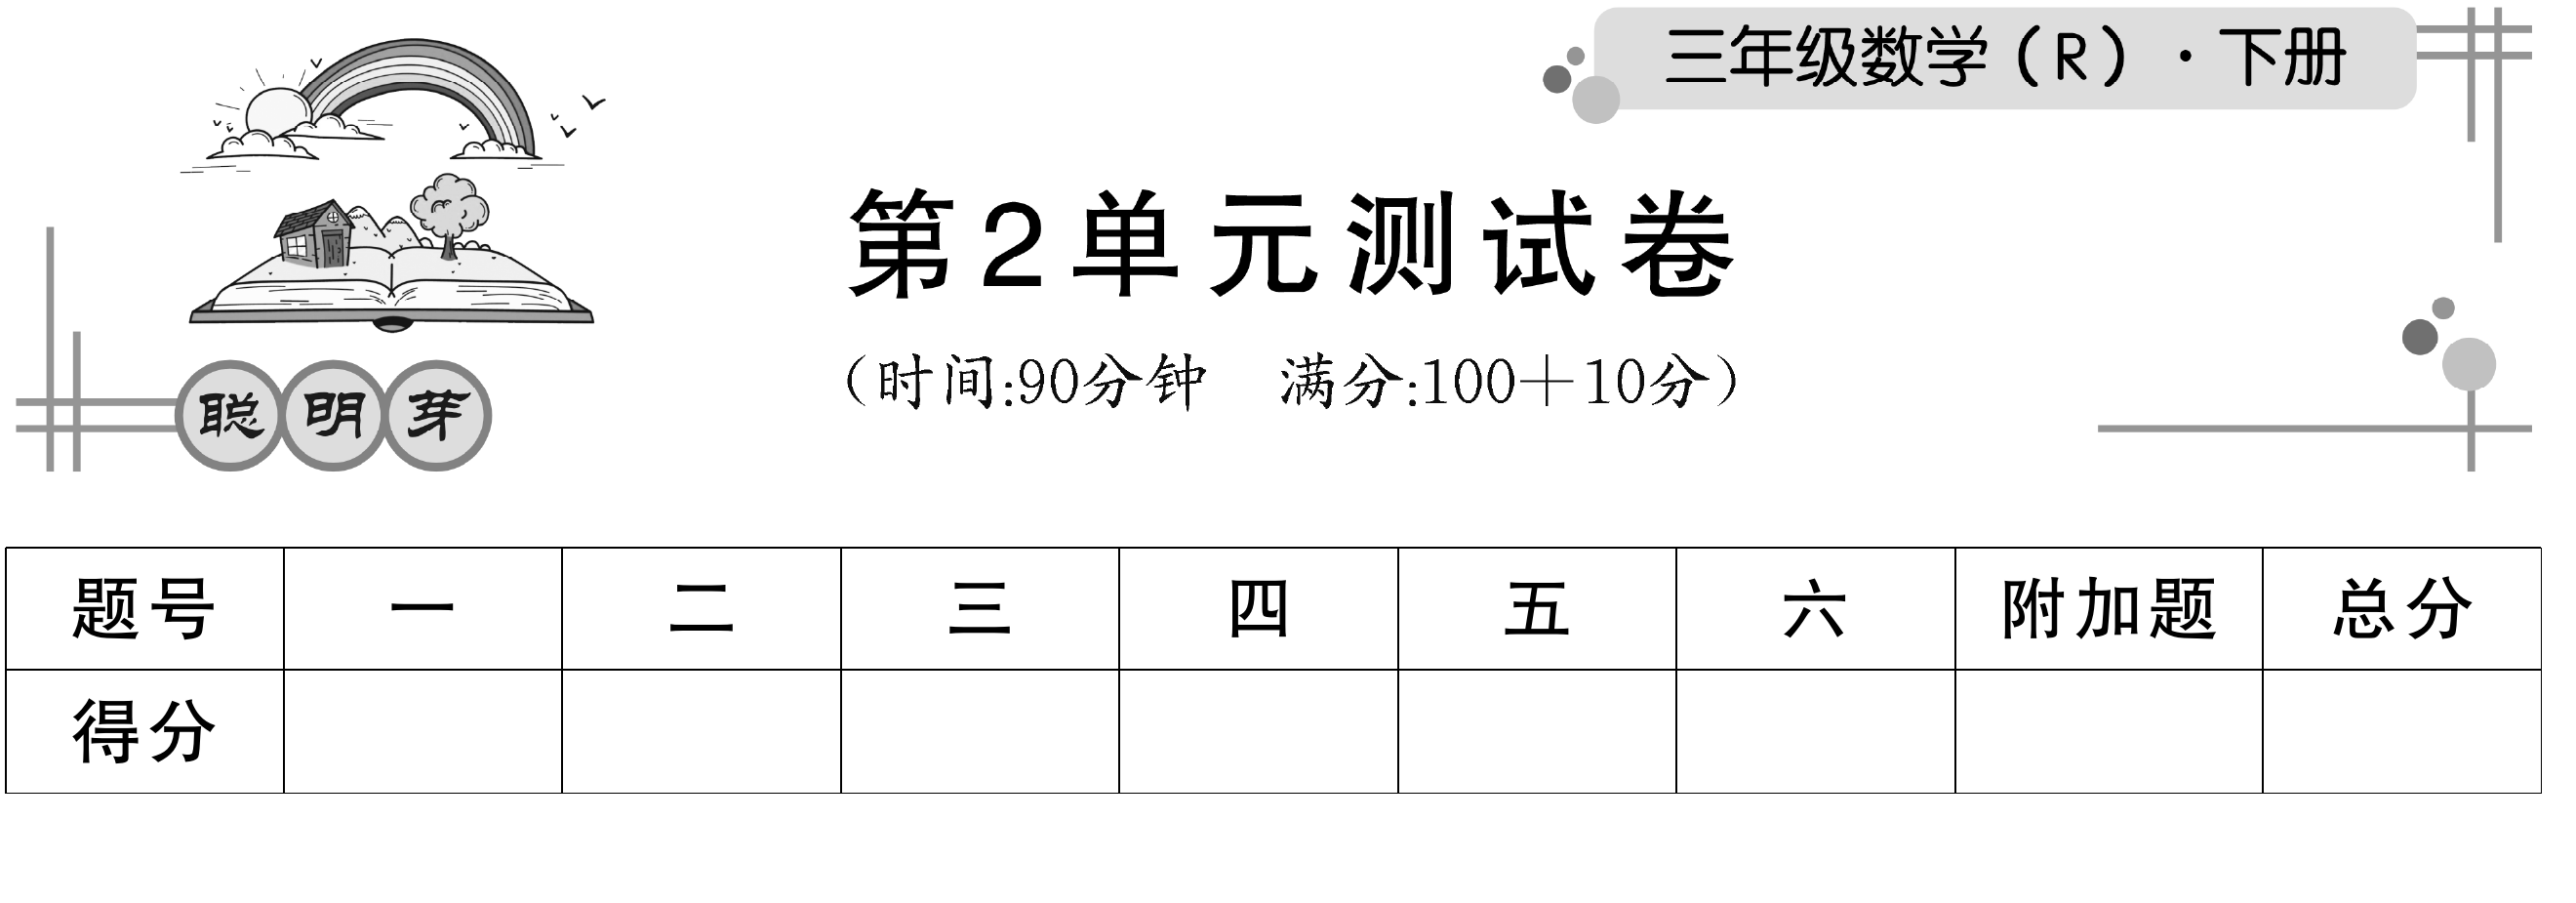 三年级数学(R)·下册
第2单元测试卷
(时间:90分钟 满分:100+10分)
聪明芽
题号 一 二 三 四 五 六 附加题 总分
得分